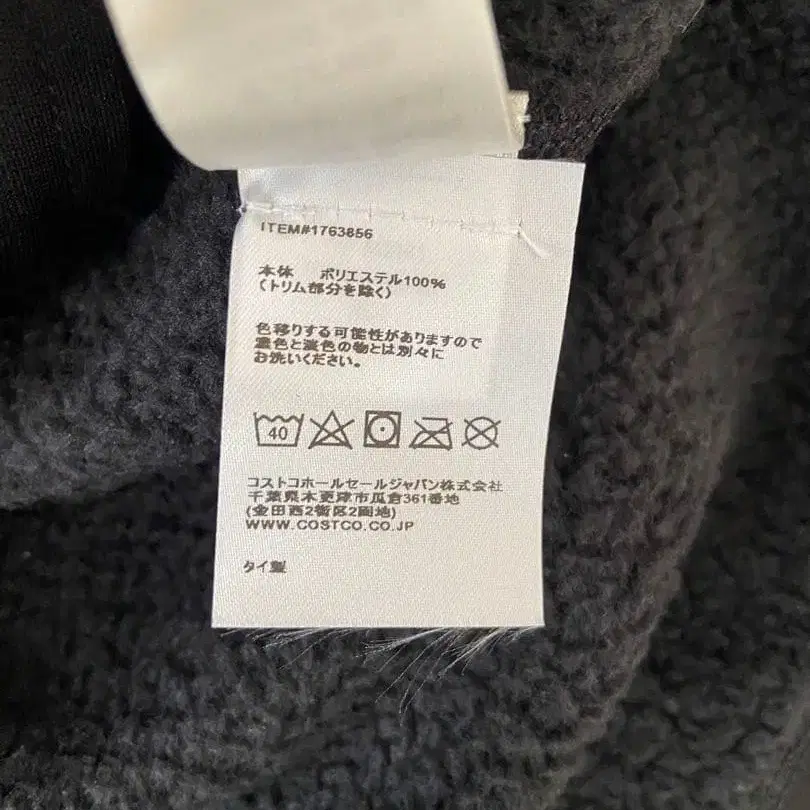 ITEM#1763856
本体 ポリエステル100%
(トリム部分を除く)
色移りする可能性がありますので
濃色と淡色の物とは別々に
お洗いください。
40
コストコホールセールジャパン株式会社
千葉県木更津市瓜倉361番地
(金田西2街区2画地)
WWW.COSTCO.CO.JP
タイ製